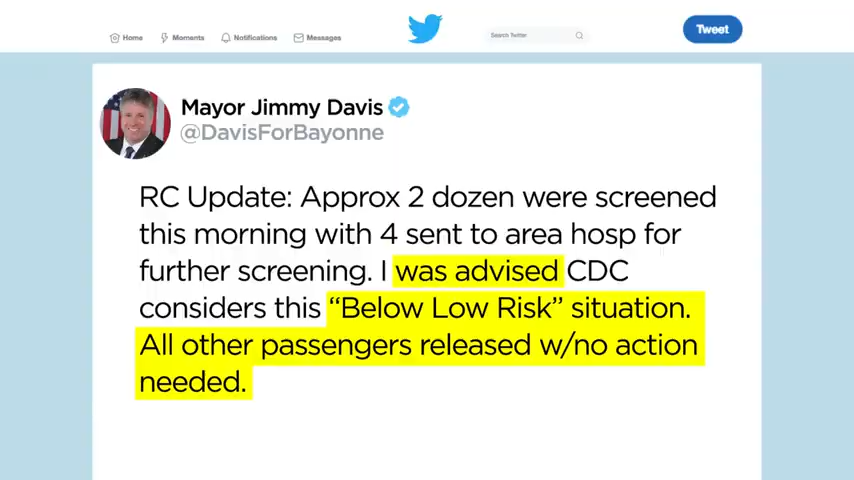 Home Moments Notifications Messages Search Twitter Tweet
Mayor Jimmy Davis
@DavisForBayonne
RC Update: Approx 2 dozen were screened
this morning with 4 sent to area hosp for
further screening. I was advised CDC
considers this “Below Low Risk” situation.
All other passengers released w/no action
needed.